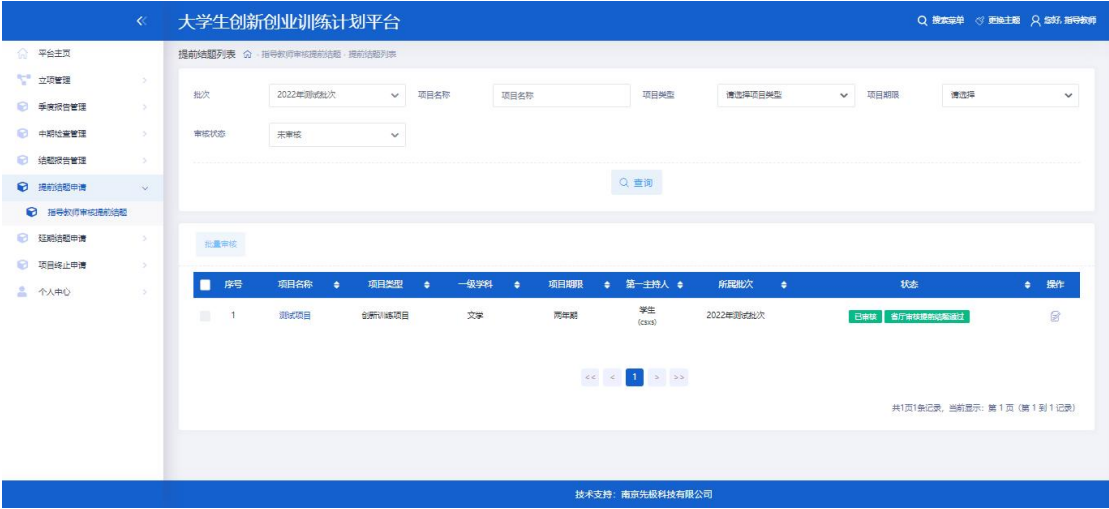 大学生创新创业训练计划平台
搜索菜单 更换主题 您好, 指导教师
平台主页
立项管理
季度报告管理
中期检查管理
结题报告管理
提前结题申请
指导教师审核提前结题
延期结题申请
项目终止申请
个人中心
提前结题列表 - 指导教师审核提前结题 - 提前结题列表
批次 2022年测试批次 项目名称 项目名称 项目类型 请选择项目类型 项目期限 请选择
审核状态 未审核
查询
批量审核
序号 项目名称 项目类型 一级学科 项目期限 第一主持人 所属批次 状态 操作
1 测试项目 创新训练项目 文学 两年期 学生 2022年测试批次 已审核 省厅审核提前结题通过
(csxs)
<< < 1 > >>
共1页1条记录, 当前显示: 第 1 页 (第 1 到 1 记录)
技术支持: 南京先极科技有限公司